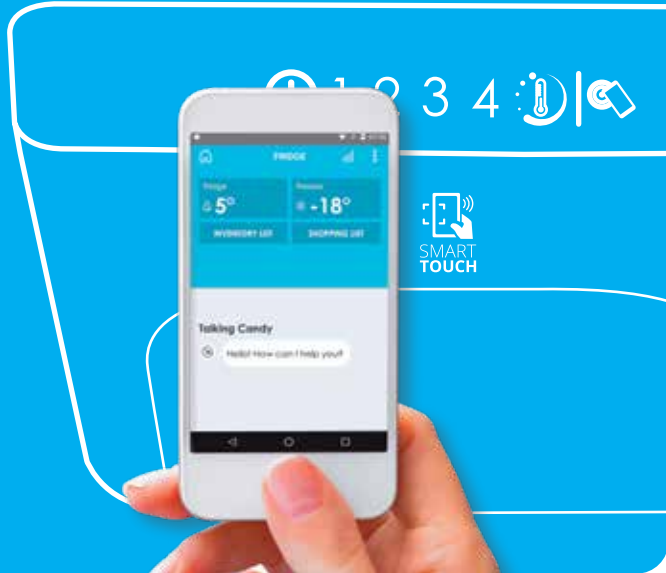 1 2 3 4
FRIDGE
Fridge
Freezer
5°
-18°
INVENTORY LIST
SHOPPING LIST
SMART
TOUCH
Talking Candy
Hello! How can I help you?